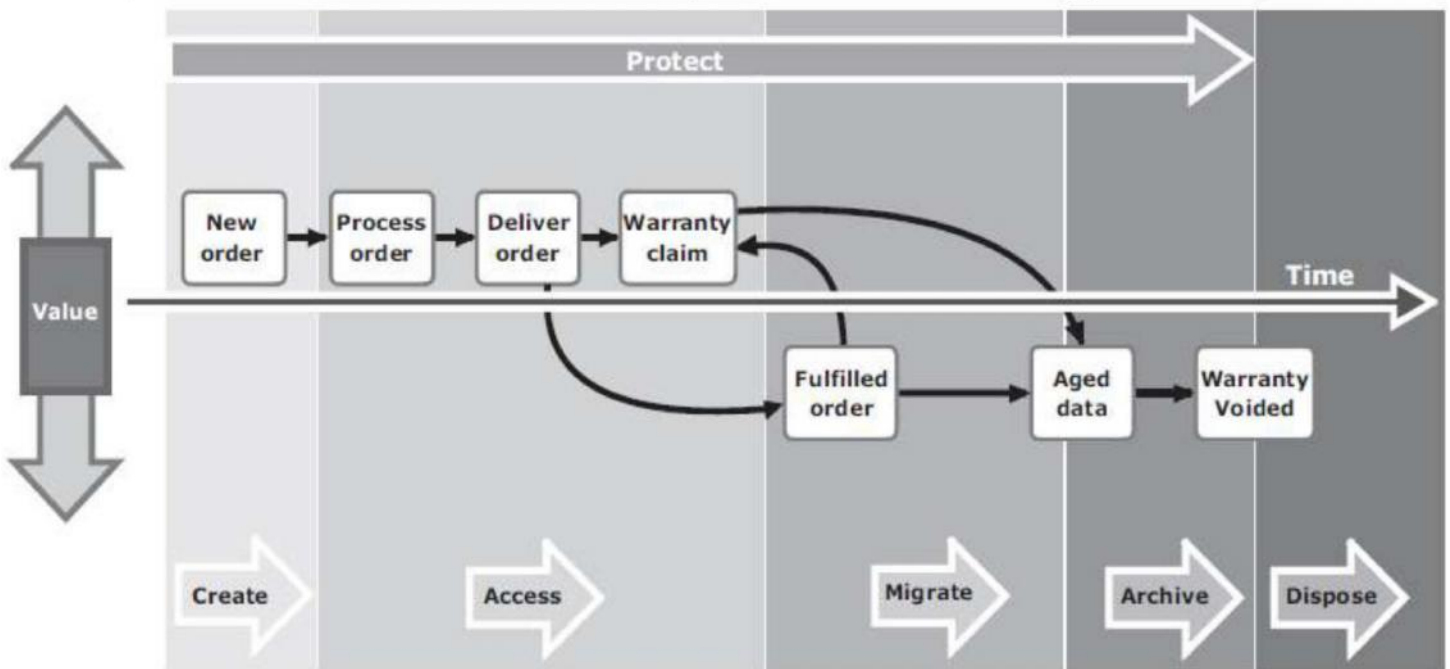 Protect
New
order
Process
order
Deliver
order
Warranty
claim
Time
Value
Fulfilled
order
Aged
data
Warranty
Voided
Create
Access
Migrate
Archive
Dispose